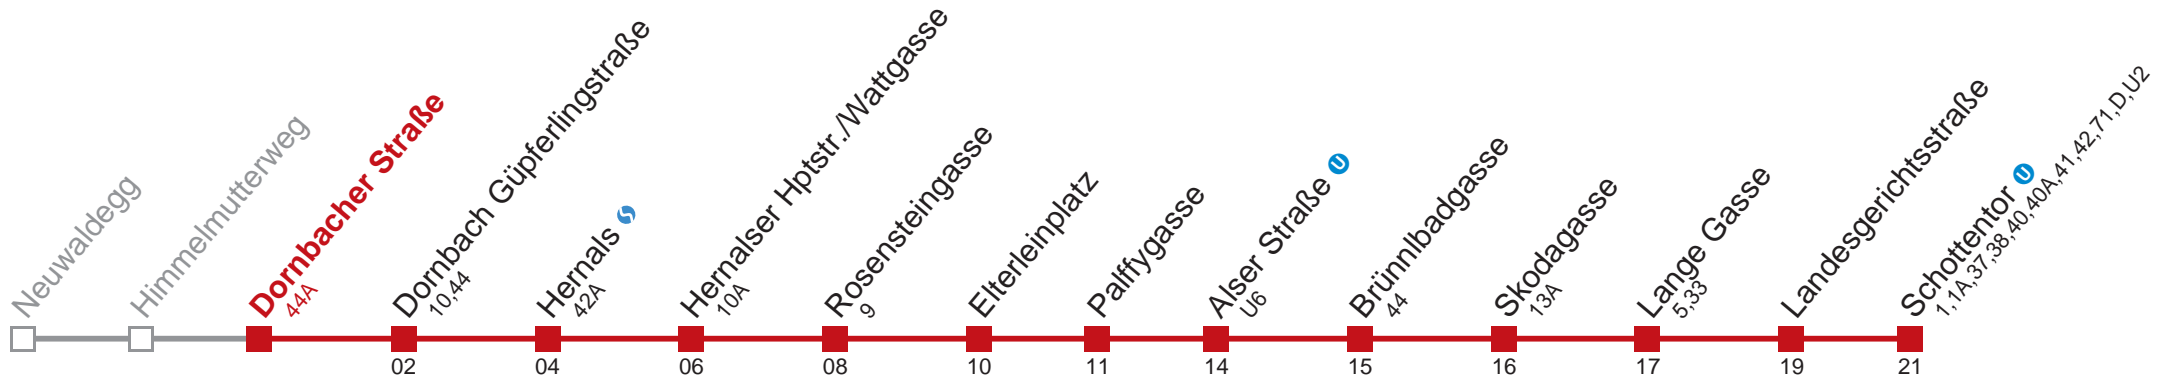 Neuwaldegg
Himmelmutterweg
Dornbacher Straße
44A
Dornbach Güpferlingstraße
10,44
02
Hernals
42A
04
Hernalser Hptstr./Wattgasse
10A
06
Rosensteingasse
9
08
Elterleinplatz
10
Palffygasse
11
Alser Straße U
U6
14
Brünnlbadgasse
44
15
Skodagasse
13A
16
Lange Gasse
5,33
17
Landesgerichtsstraße
19
Schottentor U
1,1A,37,38,40,40A,41,42,71,D,U2
21